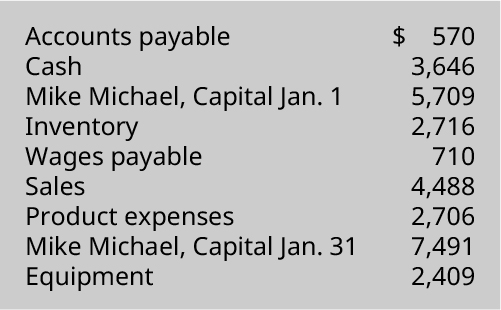 Accounts payable $ 570
Cash 3,646
Mike Michael, Capital Jan. 1 5,709
Inventory 2,716
Wages payable 710
Sales 4,488
Product expenses 2,706
Mike Michael, Capital Jan. 31 7,491
Equipment 2,409